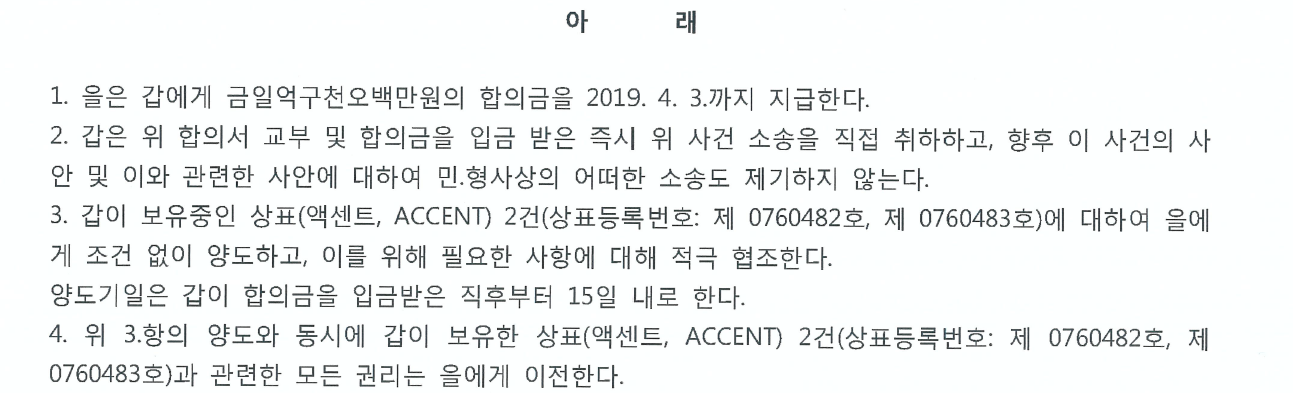 아 래
1. 을은 갑에게 금일억구천오백만원의 합의금을 2019. 4. 3.까지 지급한다.
2. 갑은 위 합의서 교부 및 합의금을 입금 받은 즉시 위 사건 소송을 직접 취하하고, 향후 이 사건의 사
안 및 이와 관련한 사안에 대하여 민.형사상의 어떠한 소송도 제기하지 않는다.
3. 갑이 보유중인 상표(액센트, ACCENT) 2건(상표등록번호: 제 0760482호, 제 0760483호)에 대하여 을에
게 조건 없이 양도하고, 이를 위해 필요한 사항에 대해 적극 협조한다.
양도기일은 갑이 합의금을 입금받은 직후부터 15일 내로 한다.
4. 위 3.항의 양도와 동시에 갑이 보유한 상표(액센트, ACCENT) 2건(상표등록번호: 제 0760482호, 제
0760483호)과 관련한 모든 권리는 을에게 이전한다.